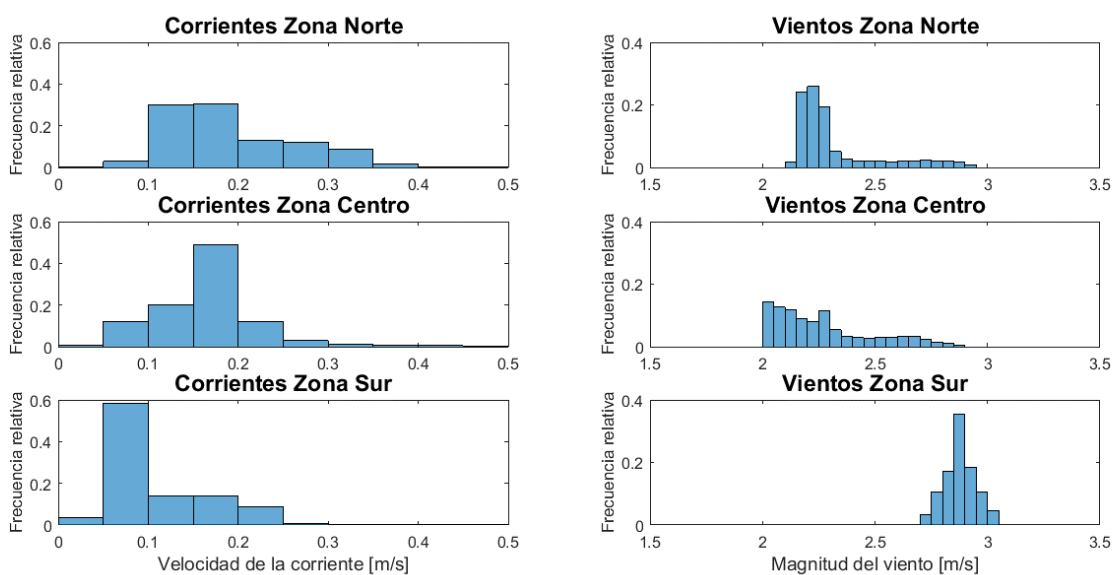 Corrientes Zona Norte
Frecuencia relativa
0.6
0.4
0.2
0
0 0.1 0.2 0.3 0.4 0.5
Vientos Zona Norte
Frecuencia relativa
0.4
0.2
0
1.5 2 2.5 3 3.5
Corrientes Zona Centro
Frecuencia relativa
0.6
0.4
0.2
0
0 0.1 0.2 0.3 0.4 0.5
Vientos Zona Centro
Frecuencia relativa
0.4
0.2
0
1.5 2 2.5 3 3.5
Corrientes Zona Sur
Frecuencia relativa
0.6
0.4
0.2
0
0 0.1 0.2 0.3 0.4 0.5
Velocidad de la corriente [m/s]
Vientos Zona Sur
Frecuencia relativa
0.4
0.2
0
1.5 2 2.5 3 3.5
Magnitud del viento [m/s]